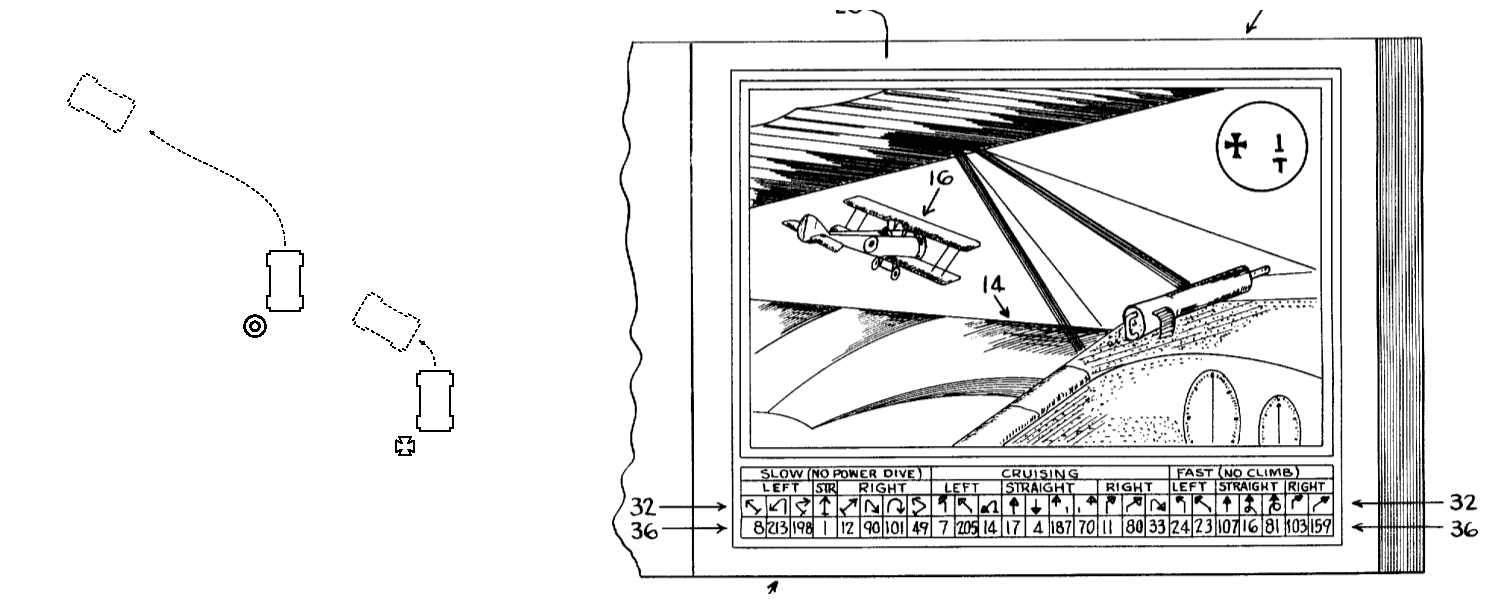 16
1
T
14
SLOW (NO POWER DIVE) CRUISING FAST (NO CLIMB)
LEFT STR RIGHT LEFT STRAIGHT RIGHT LEFT STRAIGHT RIGHT
32 32
36 8 213 198 1 12 90 101 49 7 205 14 17 4 187 70 11 80 33 24 23 107 16 81 103 159 36